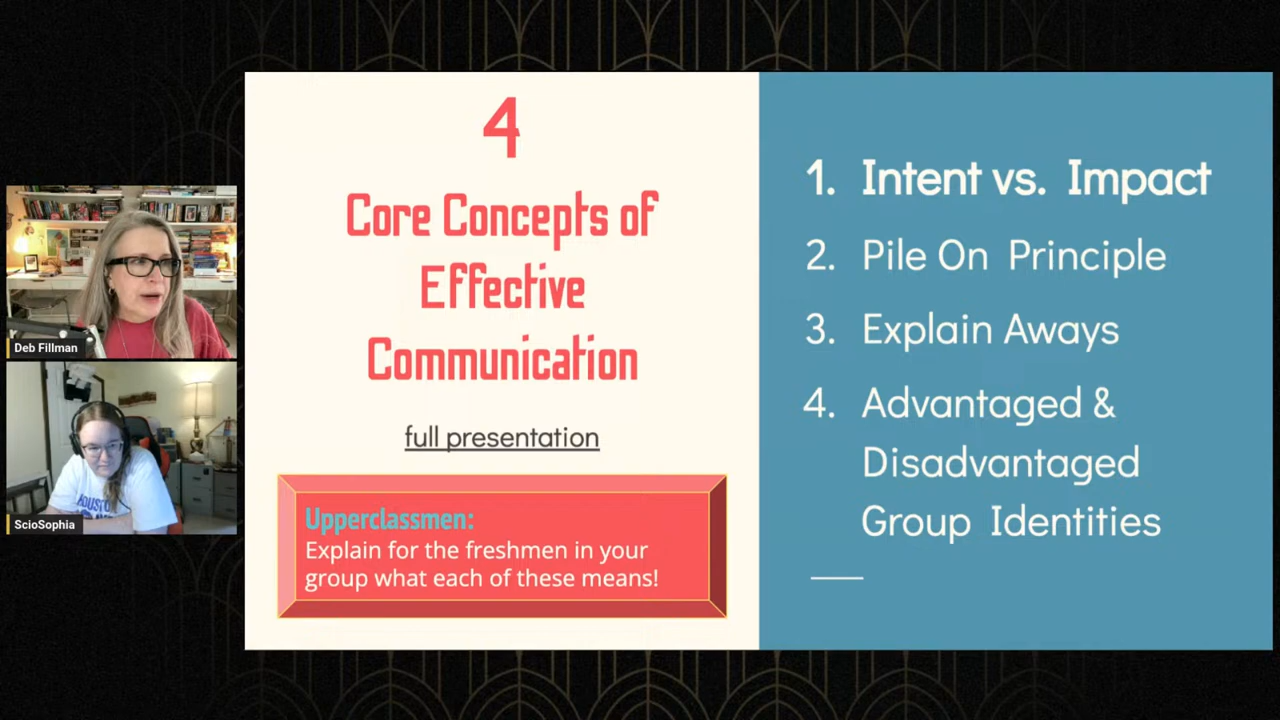 4
Core Concepts of
Effective
Communication
full presentation
Upperclassmen:
Explain for the freshmen in your
group what each of these means!
1. Intent vs. Impact
2. Pile On Principle
3. Explain Aways
4. Advantaged &
Disadvantaged
Group Identities
Deb Fillman
ScioSophia